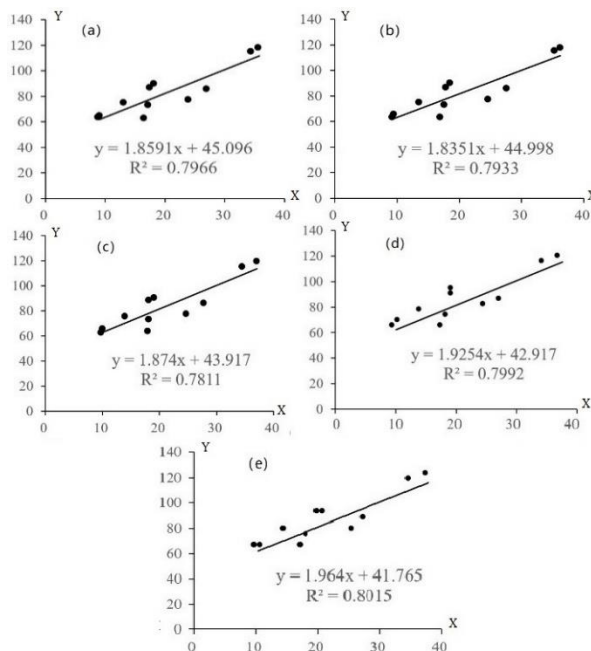 Y
140
(a)
120
100
80
60
40
20
0
y = 1.8591x + 45.096
R² = 0.7966
X
0
10
20
30
40
Y
140
(b)
120
100
80
60
40
20
0
y = 1.8351x + 44.998
R² = 0.7933
X
0
10
20
30
40
Y
140
(c)
120
100
80
60
40
20
0
y = 1.874x + 43.917
R² = 0.7811
X
0
10
20
30
40
Y
140
(d)
120
100
80
60
40
20
0
y = 1.9254x + 42.917
R² = 0.7992
X
0
10
20
30
40
Y
140
(e)
120
100
80
60
40
20
0
y = 1.964x + 41.765
R² = 0.8015
X
0
10
20
30
40